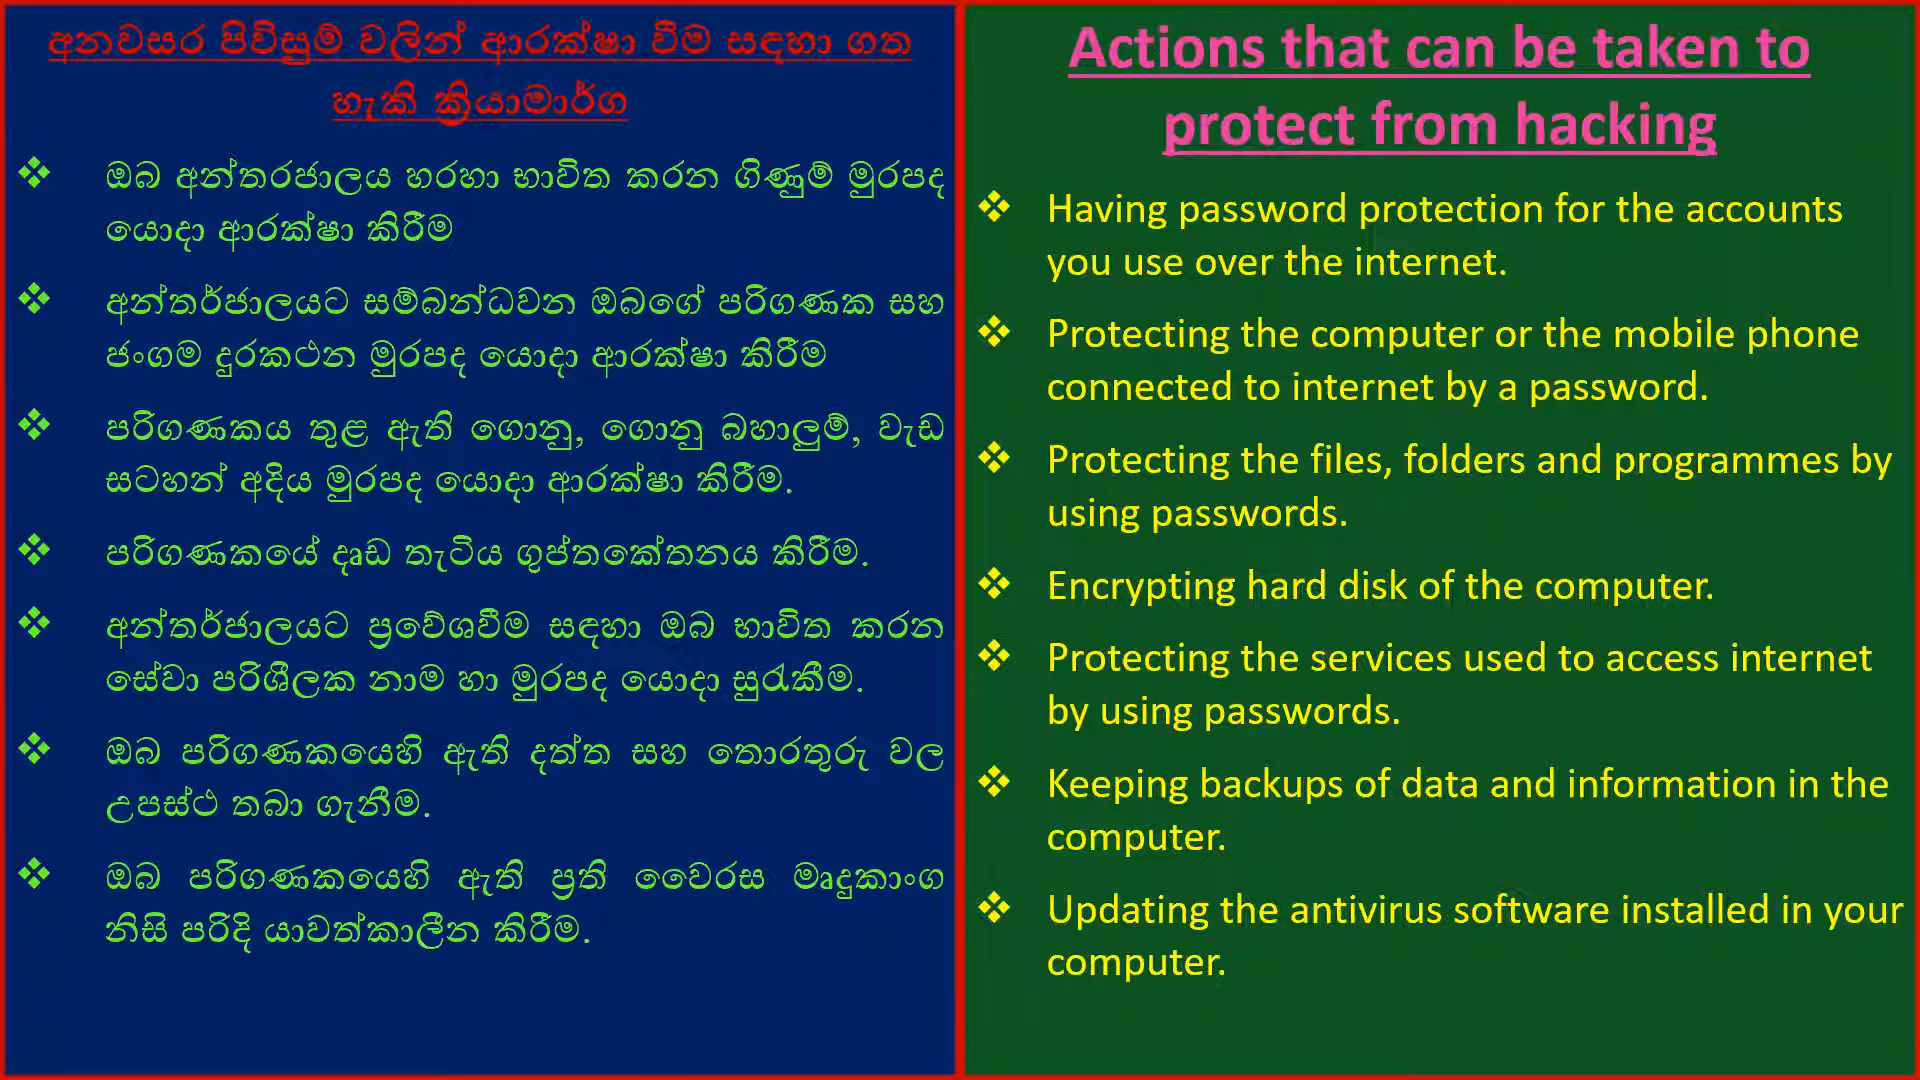 අනවසර පිවිසුම් වලින් ආරක්ෂා වීම සඳහා ගත
හැකි ක්‍රියාමාර්ග
❖ ඔබ අන්තරජාලය හරහා භාවිත කරන ගිණුම් මුරපද
යොදා ආරක්ෂා කිරීම
❖ අන්තර්ජාලයට සම්බන්ධවන ඔබගේ පරිගණක සහ
ජංගම දුරකථන මුරපද යොදා ආරක්ෂා කිරීම
❖ පරිගණකය තුළ ඇති ගොනු, ගොනු බහාලුම්, වැඩ
සටහන් අදිය මුරපද යොදා ආරක්ෂා කිරීම.
❖ පරිගණකයේ දෘඩ තැටිය ගුප්තකේතනය කිරීම.
❖ අන්තර්ජාලයට ප්‍රවේශවීම සඳහා ඔබ භාවිත කරන
සේවා පරිශීලක නාම හා මුරපද යොදා සුරැකීම.
❖ ඔබ පරිගණකයෙහි ඇති දත්ත සහ තොරතුරු වල
උපස්ථ තබා ගැනීම.
❖ ඔබ පරිගණකයෙහි ඇති ප්‍රති වෛරස මෘදුකාංග
නිසි පරිදි යාවත්කාලීන කිරීම.
Actions that can be taken to
protect from hacking
❖ Having password protection for the accounts
you use over the internet.
❖ Protecting the computer or the mobile phone
connected to internet by a password.
❖ Protecting the files, folders and programmes by
using passwords.
❖ Encrypting hard disk of the computer.
❖ Protecting the services used to access internet
by using passwords.
❖ Keeping backups of data and information in the
computer.
❖ Updating the antivirus software installed in your
computer.